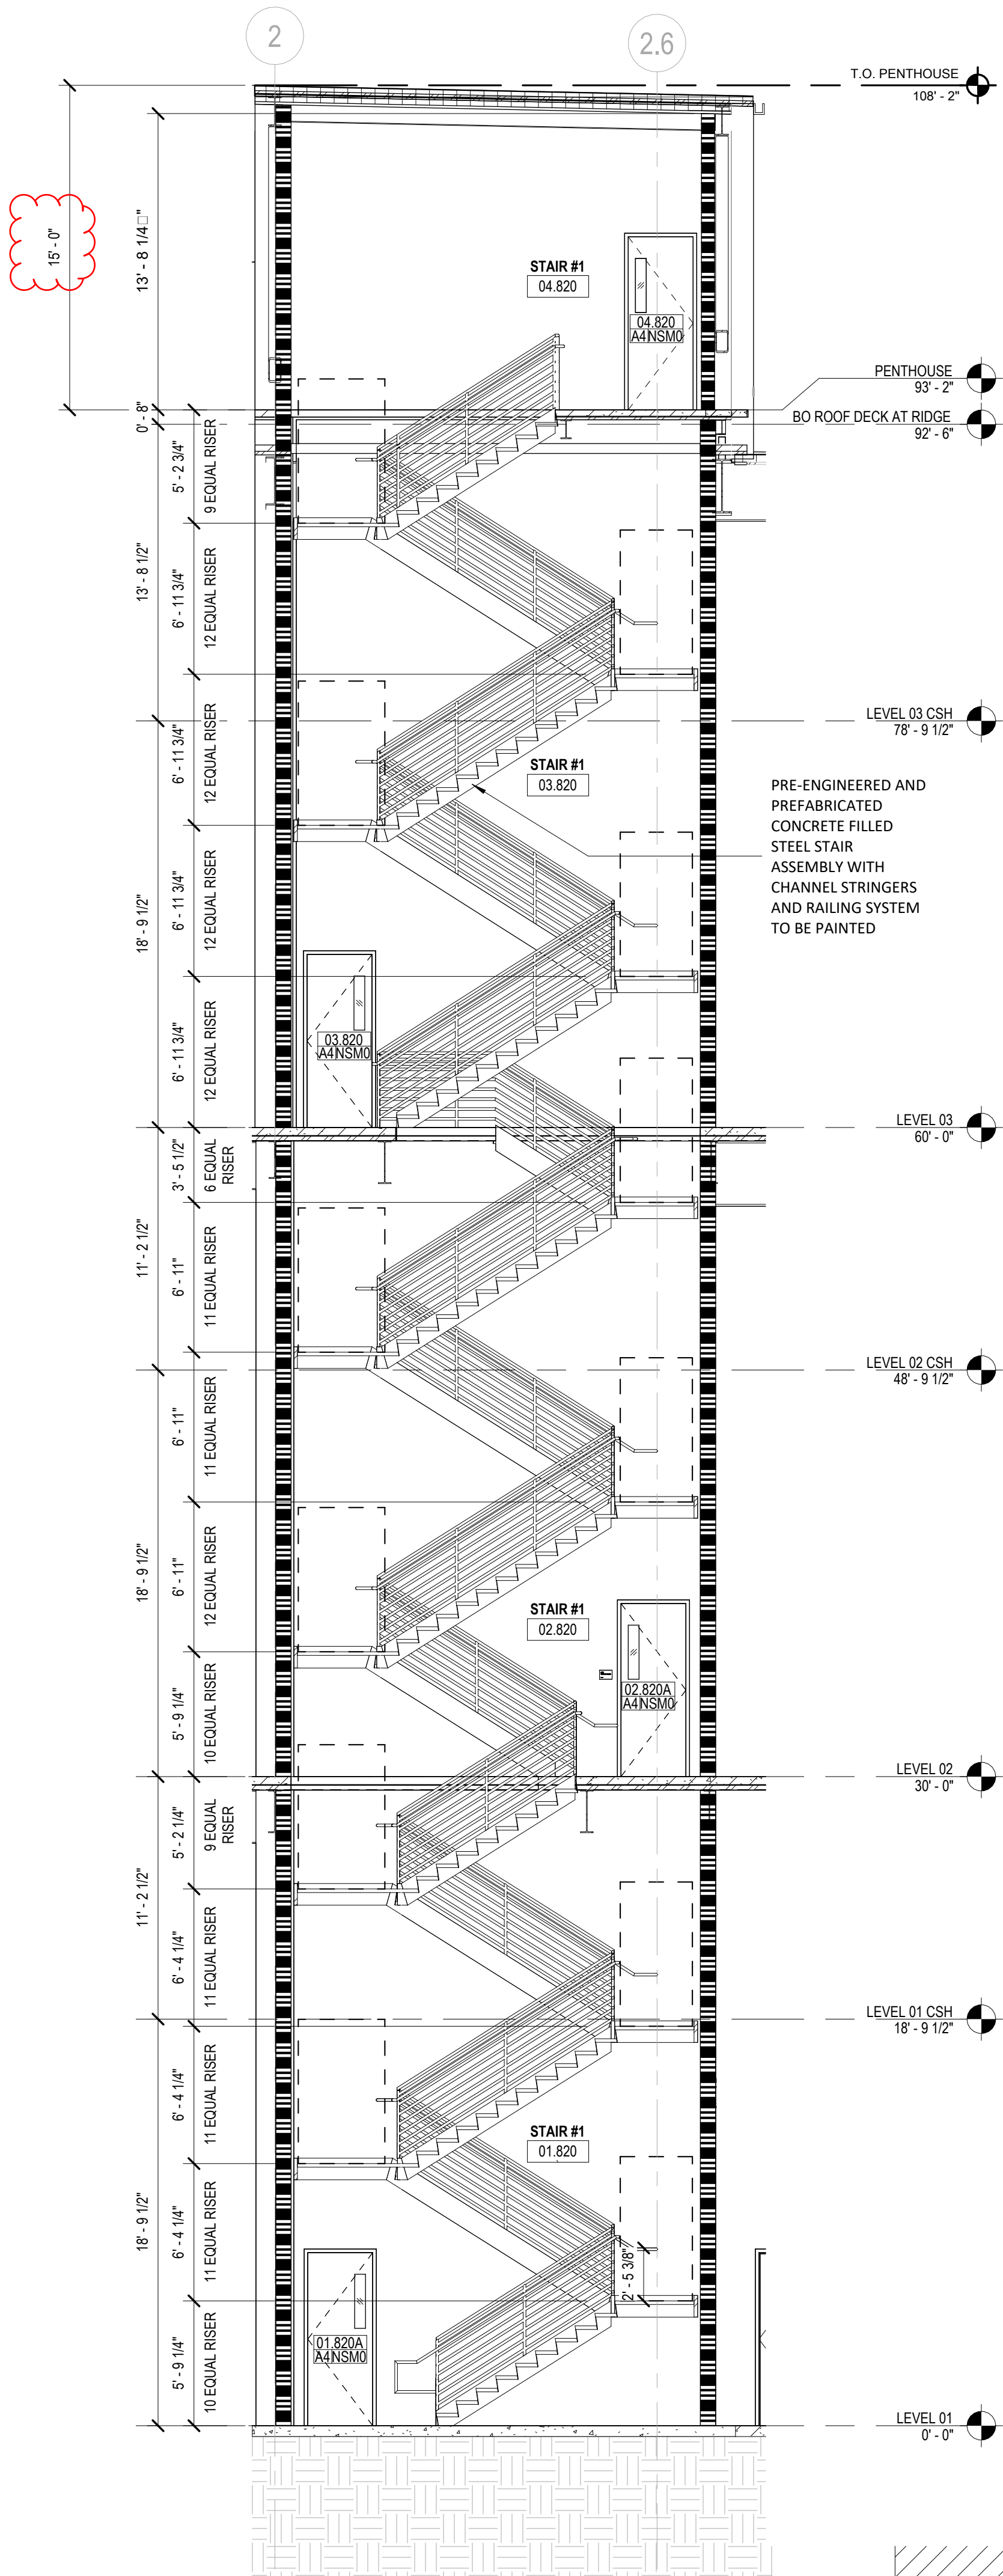 2
2.6
T.O. PENTHOUSE
108' - 2"
15' - 0"
13' - 8 1/4□"
STAIR #1
04.820
04.820
A4NSM0
PENTHOUSE
93' - 2"
0' - 8"
BO ROOF DECK AT RIDGE
92' - 6"
5' - 2 3/4"
9 EQUAL RISER
13' - 8 1/2"
6' - 11 3/4"
12 EQUAL RISER
LEVEL 03 CSH
78' - 9 1/2"
6' - 11 3/4"
12 EQUAL RISER
STAIR #1
03.820
PRE-ENGINEERED AND
PREFABRICATED
CONCRETE FILLED
STEEL STAIR
ASSEMBLY WITH
CHANNEL STRINGERS
AND RAILING SYSTEM
TO BE PAINTED
18' - 9 1/2"
6' - 11 3/4"
12 EQUAL RISER
03.820
A4NSM0
6' - 11 3/4"
12 EQUAL RISER
LEVEL 03
60' - 0"
3' - 5 1/2"
6 EQUAL
RISER
11' - 2 1/2"
6' - 11"
11 EQUAL RISER
LEVEL 02 CSH
48' - 9 1/2"
6' - 11"
11 EQUAL RISER
18' - 9 1/2"
6' - 11"
12 EQUAL RISER
STAIR #1
02.820
02.820A
A4NSM0
5' - 9 1/4"
10 EQUAL RISER
LEVEL 02
30' - 0"
5' - 2 1/4"
9 EQUAL
RISER
11' - 2 1/2"
6' - 4 1/4"
11 EQUAL RISER
LEVEL 01 CSH
18' - 9 1/2"
6' - 4 1/4"
11 EQUAL RISER
STAIR #1
01.820
18' - 9 1/2"
6' - 4 1/4"
11 EQUAL RISER
2' - 5 3/8"
01.820A
A4NSM0
5' - 9 1/4"
10 EQUAL RISER
LEVEL 01
0' - 0"